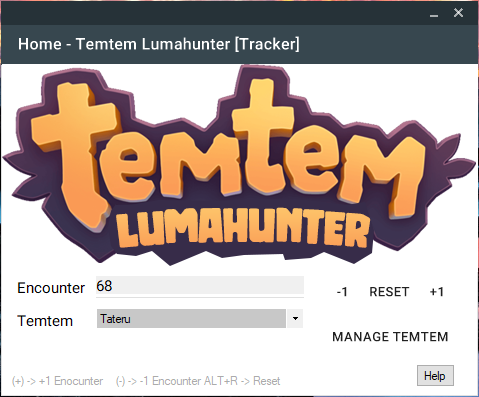 Home - Temtem Lumahunter [Tracker]
temtem
LUMAHUNTER
Encounter 68 -1 RESET +1
Temtem Tateru
MANAGE TEMTEM
(+) -> +1 Enocunter (-) -> -1 Encounter ALT+R -> Reset Help